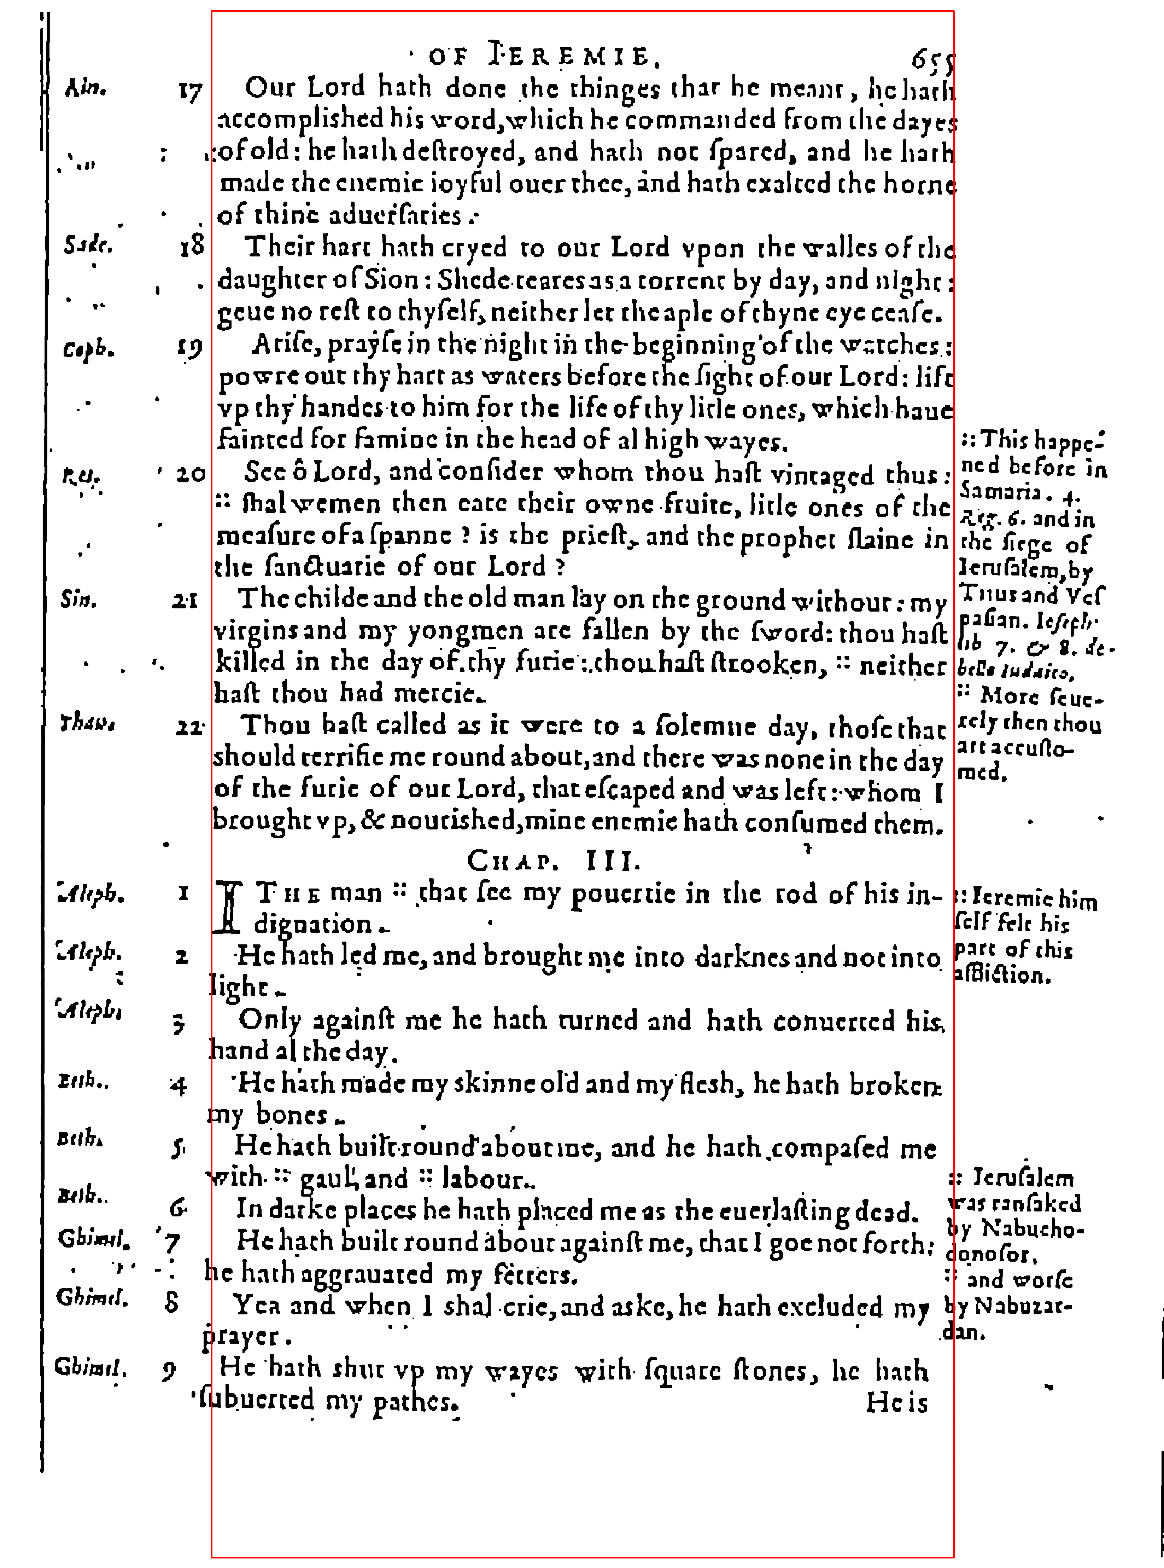 OF IEREMIE. 655
Ain. 17 Our Lord hath done the thinges that he meant, he hath
accomplished his word, which he commanded from the dayes
of old: he hath deſtroyed, and hath not ſpared, and he hath
made the enemie ioyful ouer thee, and hath exalted the horne
of thine aduerſaries.
Sade. 18 Their hart hath cryed to our Lord vpon the walles of the
daughter of Sion: Shede teares as a torrent by day, and night:
geue no reſt to thyſelf, neither let the aple of thyne eye ceaſe.
Coph. 19 Ariſe, prayſe in the night in the beginning of the watches:
powre out thy hart as waters before the ſight of our Lord: lift
vp thy handes to him for the life of thy litle ones, which haue
fainted for famine in the head of al high wayes.
Res. 20 See ô Lord, and conſider whom thou haſt vintaged thus:
:: ſhal wemen then eate their owne fruite, litle ones of the
meaſure of a ſpanne? is the prieſt, and the prophet ſlaine in
the ſanctuarie of our Lord?
Sin. 21 The childe and the old man lay on the ground without: my
virgins and my yongmen are fallen by the ſword: thou haſt
killed in the day of thy furie: thou haſt ſtrooken, :: neither
haſt thou had mercie.
Thau. 22 Thou haſt called as it were to a ſolemne day, thoſe that
should terrifie me round about, and there was none in the day
of the furie of our Lord, that eſcaped and was left: whom I
brought vp, & nourished, mine enemie hath conſumed them.
:: This happe-
ned before in
Samaria. 4.
Reg. 6. and in
the ſiege of
Ieruſalem, by
Titus and Veſ
paſian. Ioſeph.
lib 7. & 8. de
bello Iudaico.
:: More ſeue-
rely then thou
art accuſto-
med.
CHAP. III.
Aleph. 1 I THE man :: that ſee my pouertie in the rod of his in-
dignation.
Aleph. 2 He hath led me, and brought me into darknes and not into
light.
Aleph. 3 Only againſt me he hath turned and hath conuerted his
hand al the day.
Beth. 4 He hath made my skinne old and my flesh, he hath broken
my bones.
Beth. 5 He hath built round about me, and he hath compaſed me
with :: gaul, and :: labour.
Beth. 6 In darke places he hath placed me as the euerlaſting dead.
Ghimel. 7 He hath built round about againſt me, that I goe not forth:
he hath aggrauated my fetters.
Ghimel. 8 Yea and when I shal crie, and aske, he hath excluded my
prayer.
Ghimel. 9 He hath shut vp my wayes with ſquare ſtones, he hath
ſubuerted my pathes.
:: Ieremie him
ſelf felt his
part of this
affliction.
:: Ieruſalem
was ranſaked
by Nabucho-
donoſor,
:: and worſe
by Nabuzar-
dan.
He is